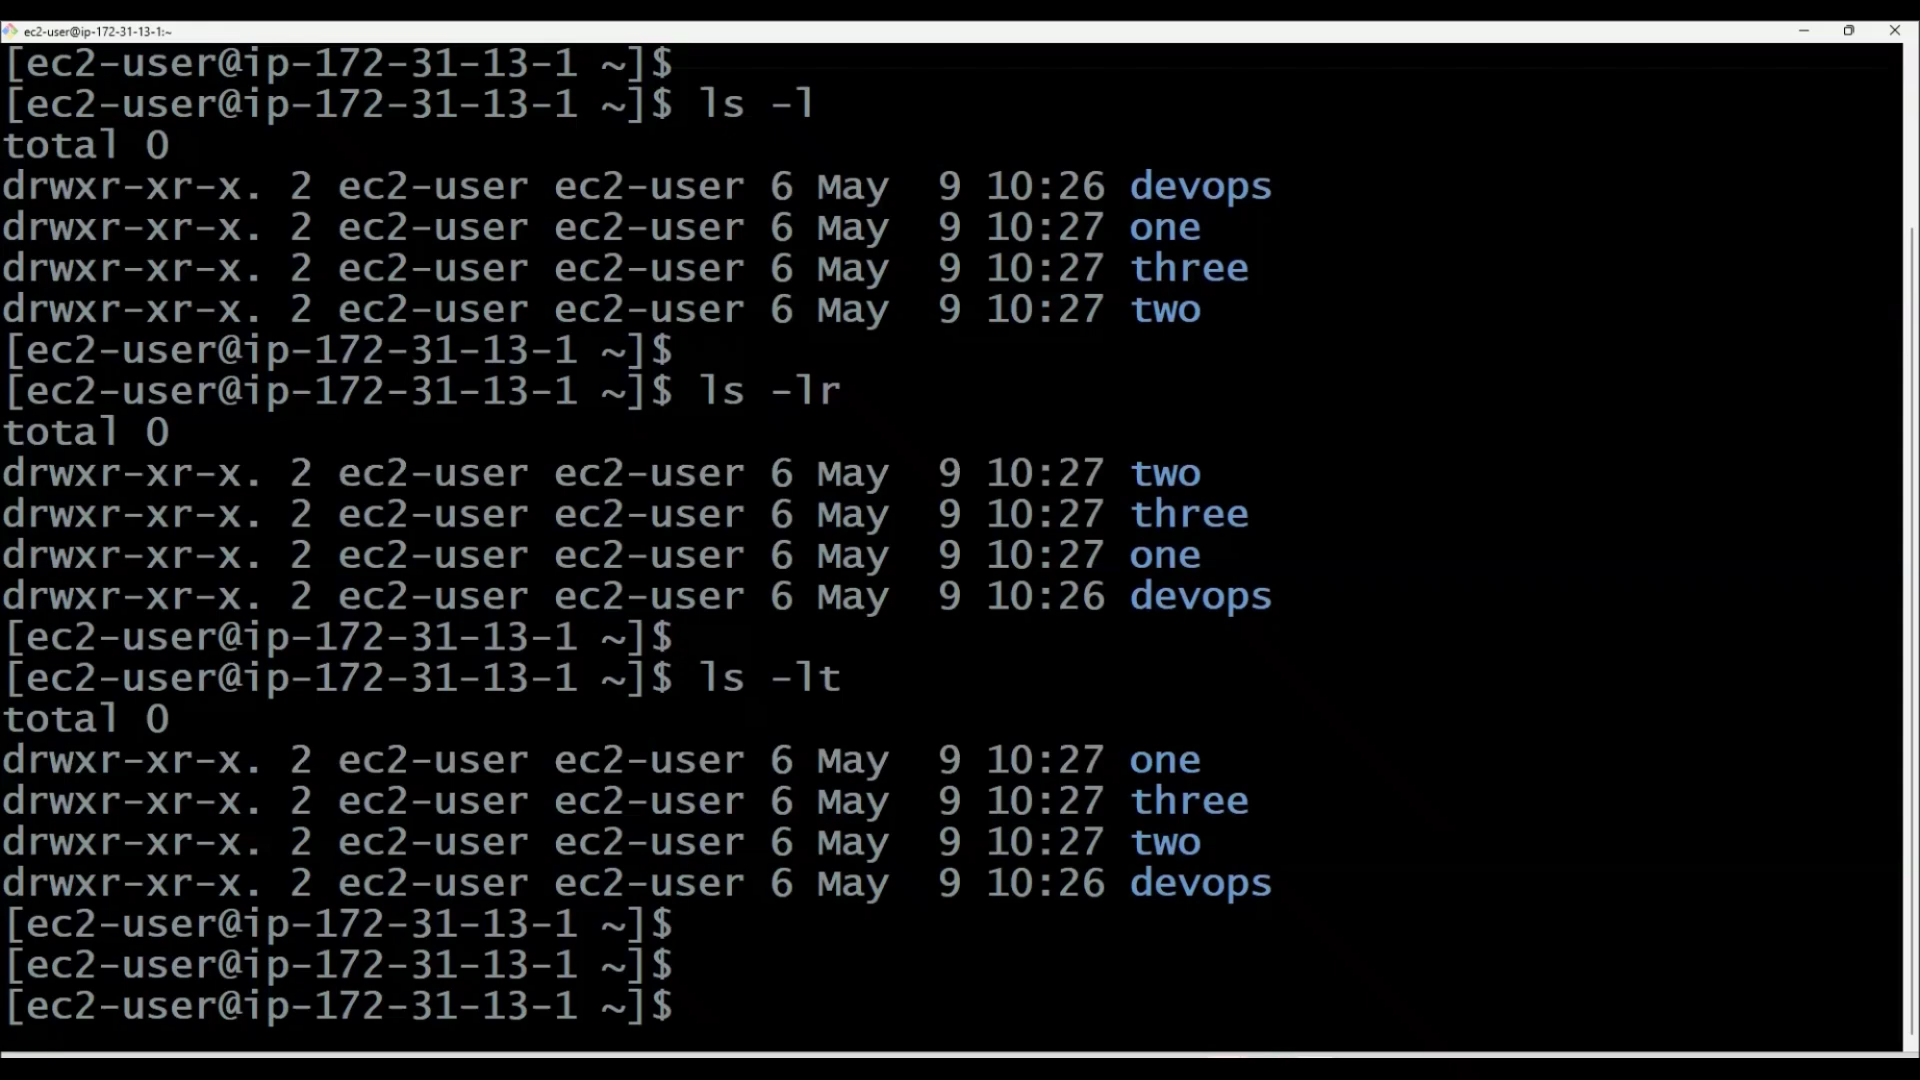 ec2-user@ip-172-31-13-1:~
[ec2-user@ip-172-31-13-1 ~]$
[ec2-user@ip-172-31-13-1 ~]$ ls -l
total 0
drwxr-xr-x. 2 ec2-user ec2-user 6 May  9 10:26 devops
drwxr-xr-x. 2 ec2-user ec2-user 6 May  9 10:27 one
drwxr-xr-x. 2 ec2-user ec2-user 6 May  9 10:27 three
drwxr-xr-x. 2 ec2-user ec2-user 6 May  9 10:27 two
[ec2-user@ip-172-31-13-1 ~]$
[ec2-user@ip-172-31-13-1 ~]$ ls -lr
total 0
drwxr-xr-x. 2 ec2-user ec2-user 6 May  9 10:27 two
drwxr-xr-x. 2 ec2-user ec2-user 6 May  9 10:27 three
drwxr-xr-x. 2 ec2-user ec2-user 6 May  9 10:27 one
drwxr-xr-x. 2 ec2-user ec2-user 6 May  9 10:26 devops
[ec2-user@ip-172-31-13-1 ~]$
[ec2-user@ip-172-31-13-1 ~]$ ls -lt
total 0
drwxr-xr-x. 2 ec2-user ec2-user 6 May  9 10:27 one
drwxr-xr-x. 2 ec2-user ec2-user 6 May  9 10:27 three
drwxr-xr-x. 2 ec2-user ec2-user 6 May  9 10:27 two
drwxr-xr-x. 2 ec2-user ec2-user 6 May  9 10:26 devops
[ec2-user@ip-172-31-13-1 ~]$
[ec2-user@ip-172-31-13-1 ~]$
[ec2-user@ip-172-31-13-1 ~]$